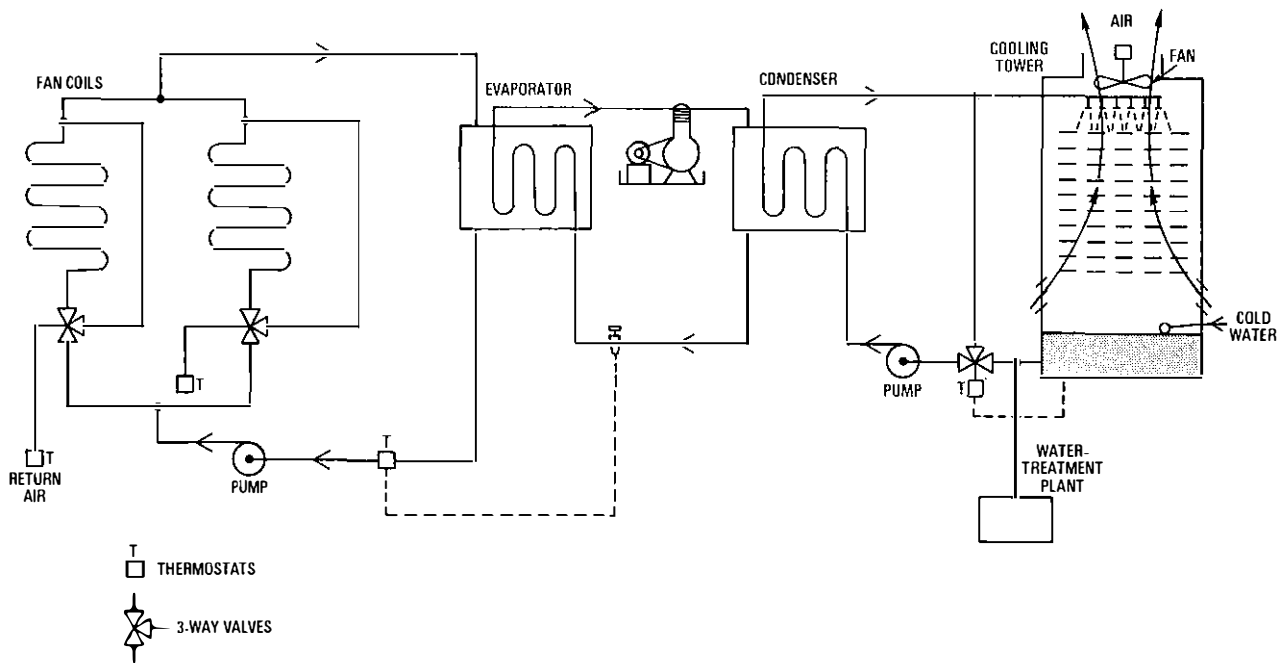 AIR
COOLING
TOWER
FAN
FAN COILS
EVAPORATOR
CONDENSER
COLD
WATER
T
T
RETURN
AIR
PUMP
T
PUMP
T
WATER-
TREATMENT
PLANT
T
THERMOSTATS
3-WAY VALVES